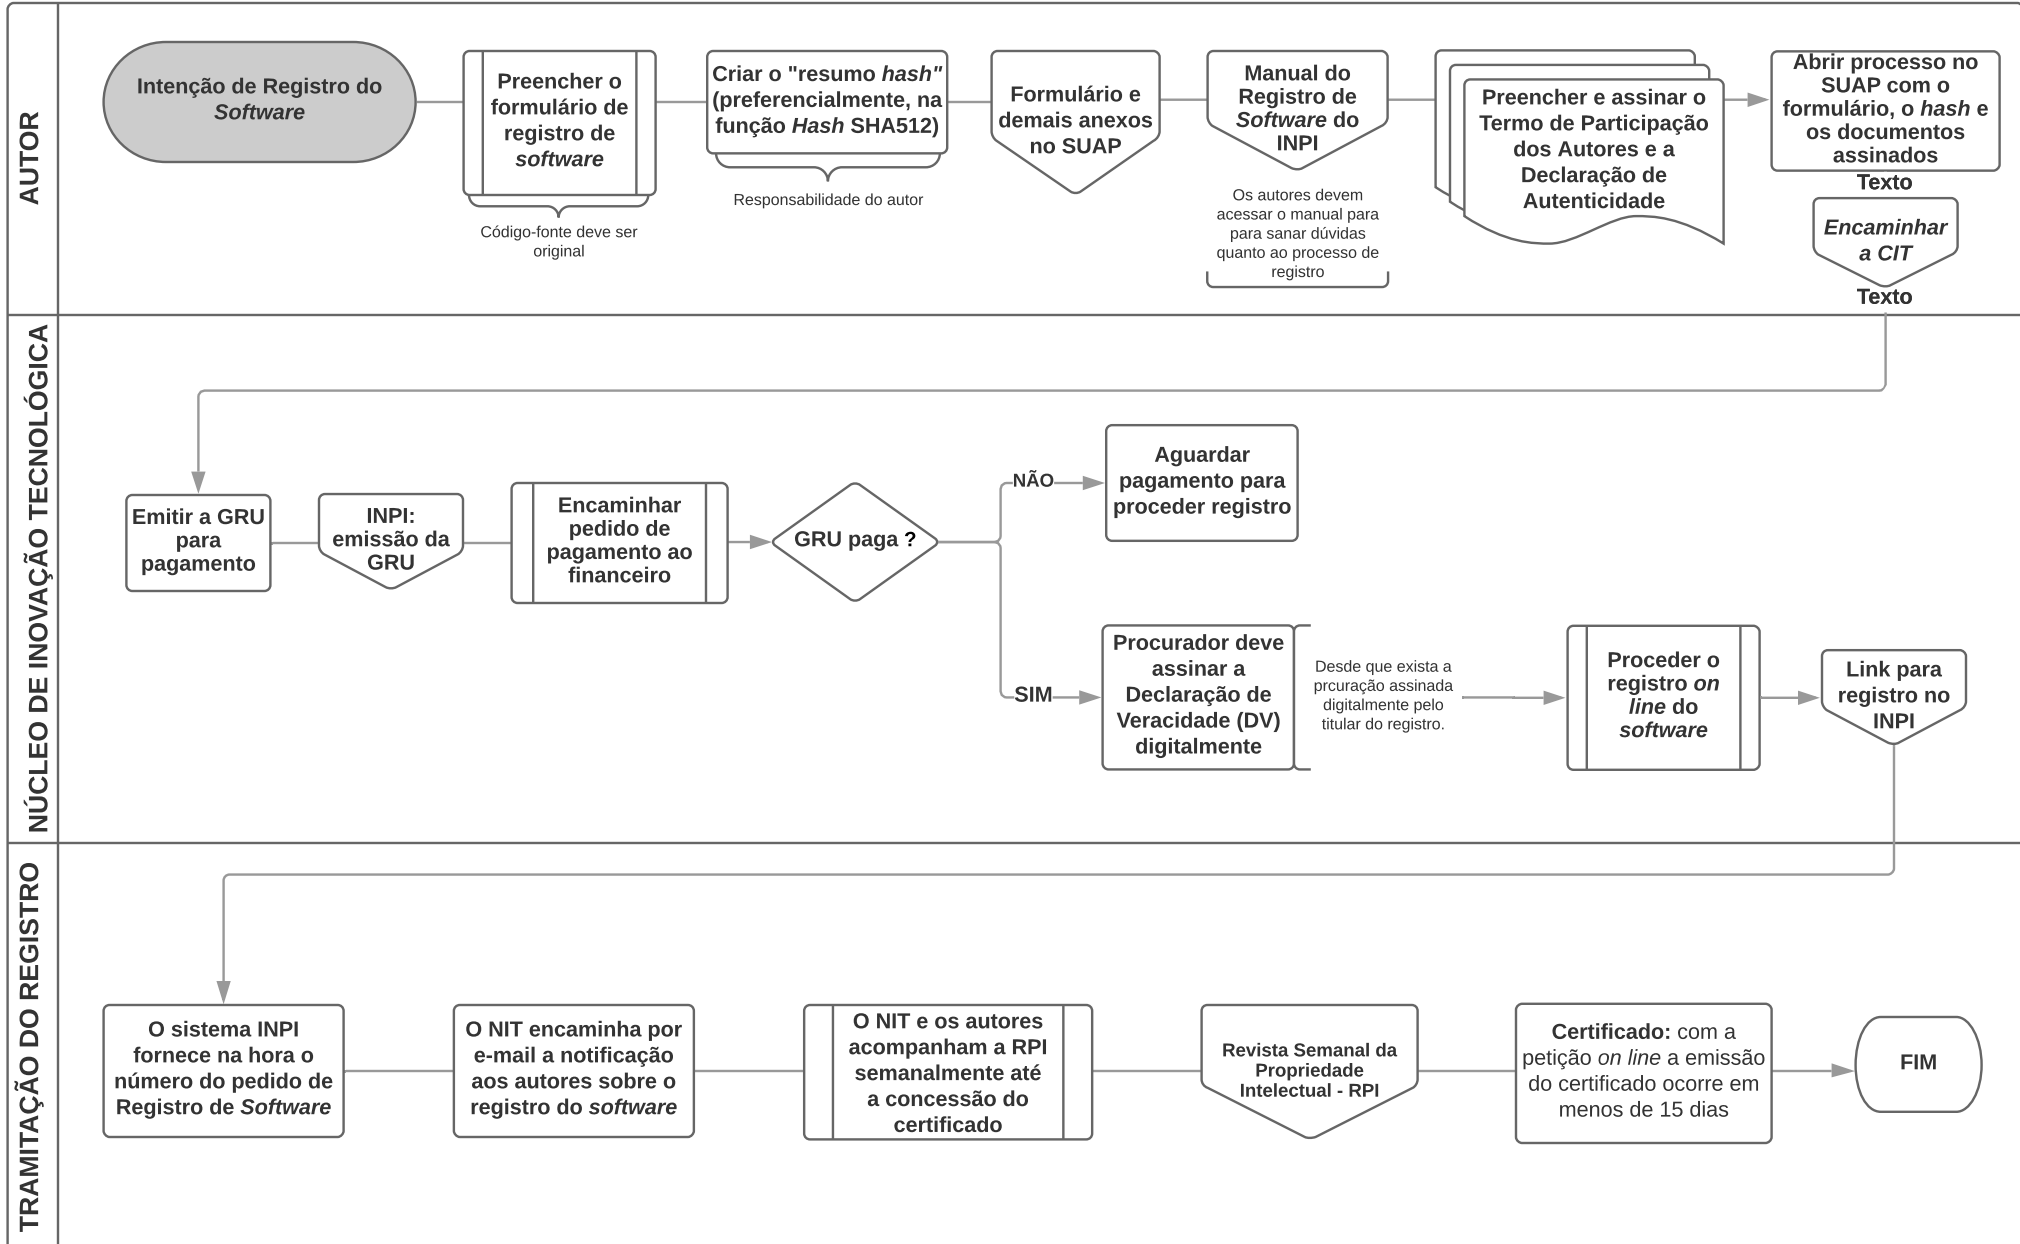 AUTOR
Intenção de Registro do
Software
Preencher o
formulário de
registro de
software
Código-fonte deve ser
original
Criar o "resumo hash"
(preferencialmente, na
função Hash SHA512)
Responsabilidade do autor
Formulário e
demais anexos
no SUAP
Manual do
Registro de
Software do
INPI
Os autores devem
acessar o manual para
para sanar dúvidas
quanto ao processo de
registro
Preencher e assinar o
Termo de Participação
dos Autores e a
Declaração de
Autenticidade
Abrir processo no
SUAP com o
formulário, o hash e
os documentos
assinados
Texto
Encaminhar
a CIT
Texto
NÚCLEO DE INOVAÇÃO TECNOLÓGICA
Emitir a GRU
para
pagamento
INPI:
emissão da
GRU
Encaminhar
pedido de
pagamento ao
financeiro
GRU paga ?
NÃO
Aguardar
pagamento para
proceder registro
SIM
Procurador deve
assinar a
Declaração de
Veracidade (DV)
digitalmente
Desde que exista a
prcuração assinada
digitalmente pelo
titular do registro.
Proceder o
registro on
line do
software
Link para
registro no
INPI
TRAMITAÇÃO DO REGISTRO
O sistema INPI
fornece na hora o
número do pedido de
Registro de Software
O NIT encaminha por
e-mail a notificação
aos autores sobre o
registro do software
O NIT e os autores
acompanham a RPI
semanalmente até
a concessão do
certificado
Revista Semanal da
Propriedade
Intelectual - RPI
Certificado: com a
petição on line a emissão
do certificado ocorre em
menos de 15 dias
FIM